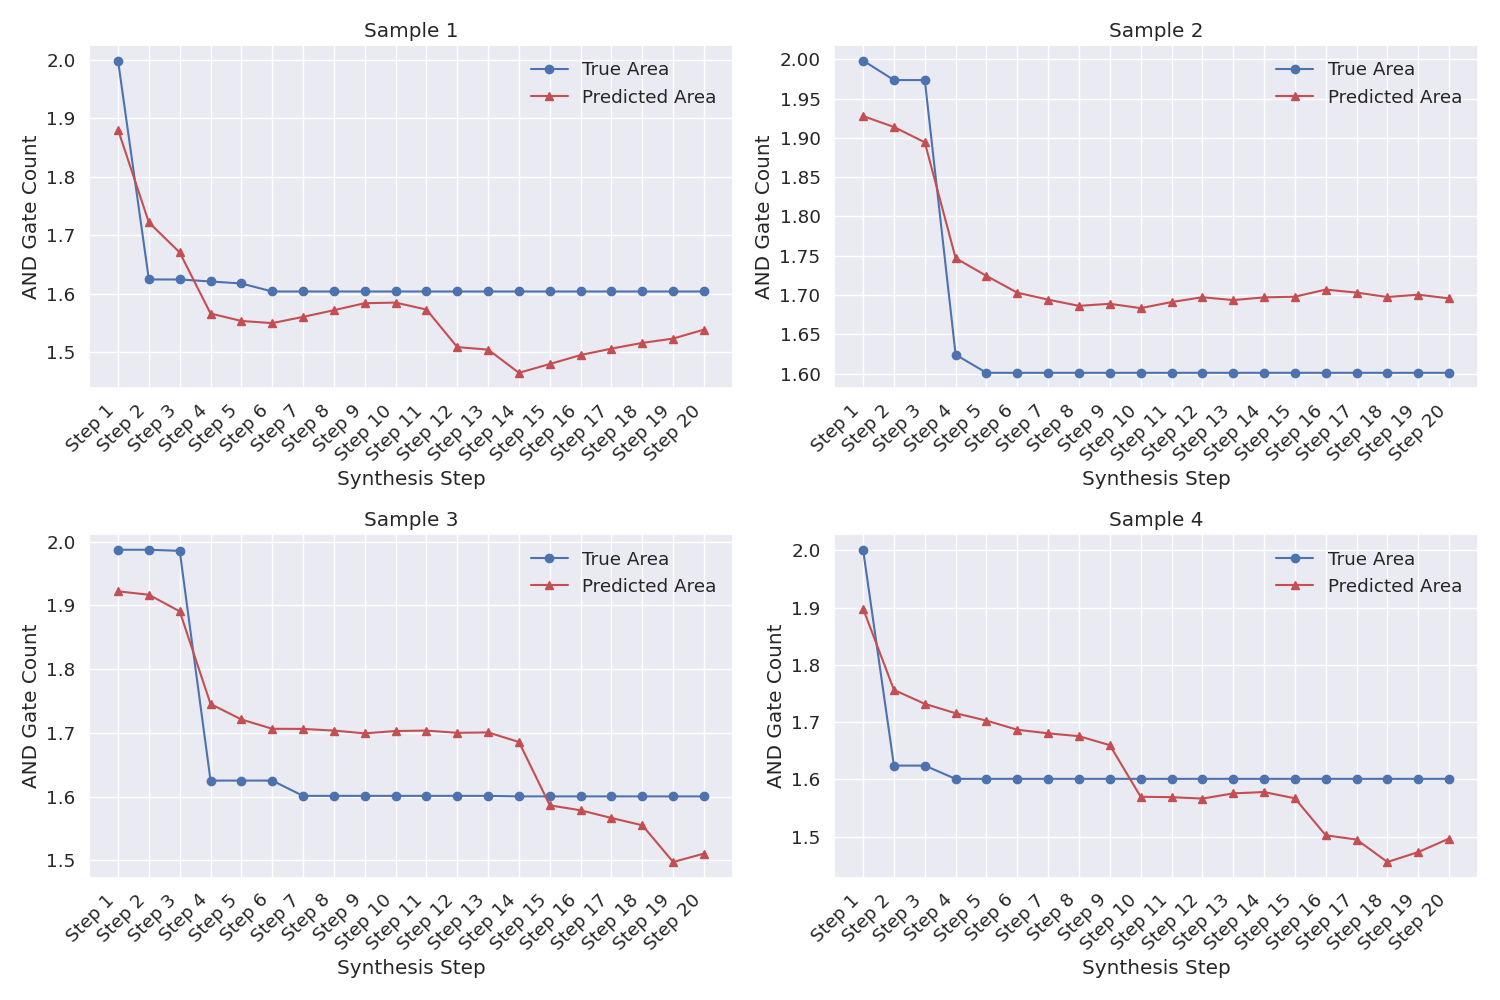 Sample 1
AND Gate Count
2.0
1.9
1.8
1.7
1.6
1.5
True Area
Predicted Area
Step 1
Step 2
Step 3
Step 4
Step 5
Step 6
Step 7
Step 8
Step 9
Step 10
Step 11
Step 12
Step 13
Step 14
Step 15
Step 16
Step 17
Step 18
Step 19
Step 20
Synthesis Step
Sample 2
AND Gate Count
2.00
1.95
1.90
1.85
1.80
1.75
1.70
1.65
1.60
True Area
Predicted Area
Step 1
Step 2
Step 3
Step 4
Step 5
Step 6
Step 7
Step 8
Step 9
Step 10
Step 11
Step 12
Step 13
Step 14
Step 15
Step 16
Step 17
Step 18
Step 19
Step 20
Synthesis Step
Sample 3
AND Gate Count
2.0
1.9
1.8
1.7
1.6
1.5
True Area
Predicted Area
Step 1
Step 2
Step 3
Step 4
Step 5
Step 6
Step 7
Step 8
Step 9
Step 10
Step 11
Step 12
Step 13
Step 14
Step 15
Step 16
Step 17
Step 18
Step 19
Step 20
Synthesis Step
Sample 4
AND Gate Count
2.0
1.9
1.8
1.7
1.6
1.5
True Area
Predicted Area
Step 1
Step 2
Step 3
Step 4
Step 5
Step 6
Step 7
Step 8
Step 9
Step 10
Step 11
Step 12
Step 13
Step 14
Step 15
Step 16
Step 17
Step 18
Step 19
Step 20
Synthesis Step